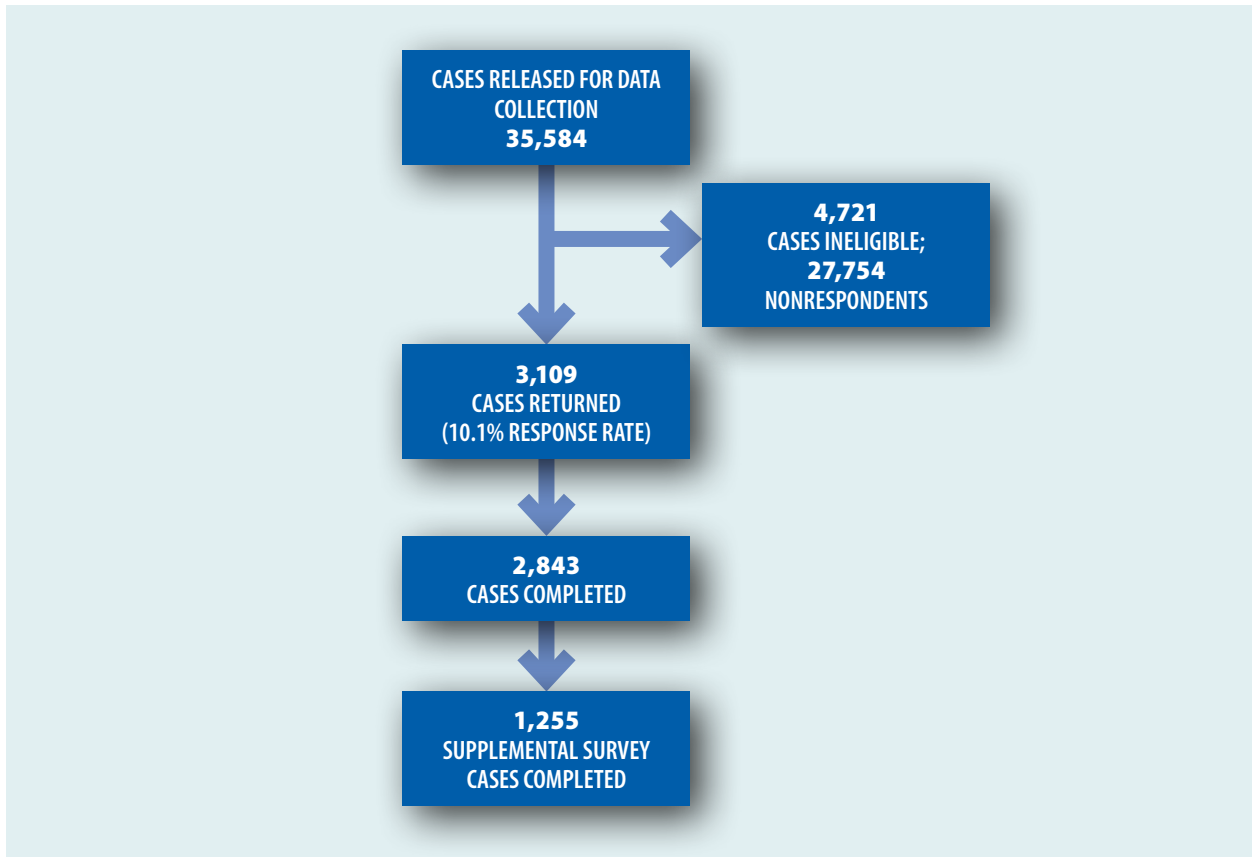 CASES RELEASED FOR DATA
COLLECTION
35,584
4,721
CASES INELIGIBLE;
27,754
NONRESPONDENTS
3,109
CASES RETURNED
(10.1% RESPONSE RATE)
2,843
CASES COMPLETED
1,255
SUPPLEMENTAL SURVEY
CASES COMPLETED